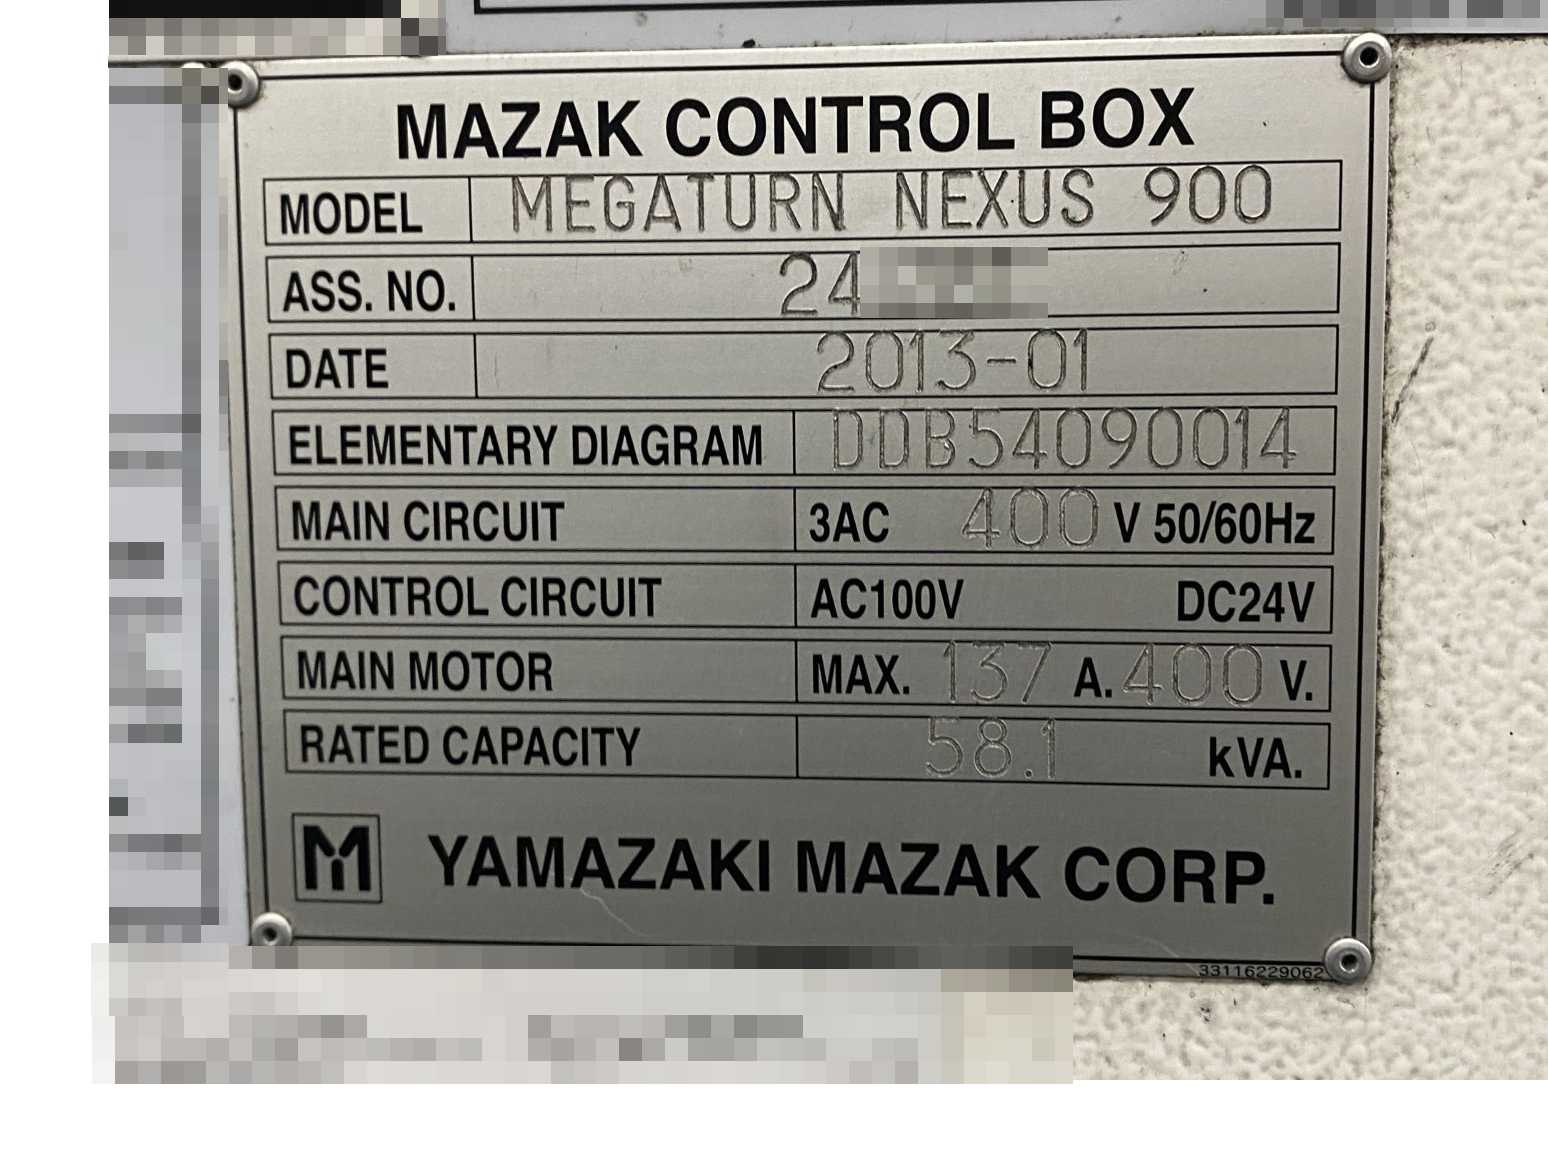 MAZAK CONTROL BOX
MODEL MEGATURN NEXUS 900
ASS. NO. 24
DATE 2013-01
ELEMENTARY DIAGRAM DDB54090014
MAIN CIRCUIT 3AC 400 V 50/60Hz
CONTROL CIRCUIT AC100V DC24V
MAIN MOTOR MAX. 137 A. 400 V.
RATED CAPACITY 58.1 kVA.
YAMAZAKI MAZAK CORP.
33116229062